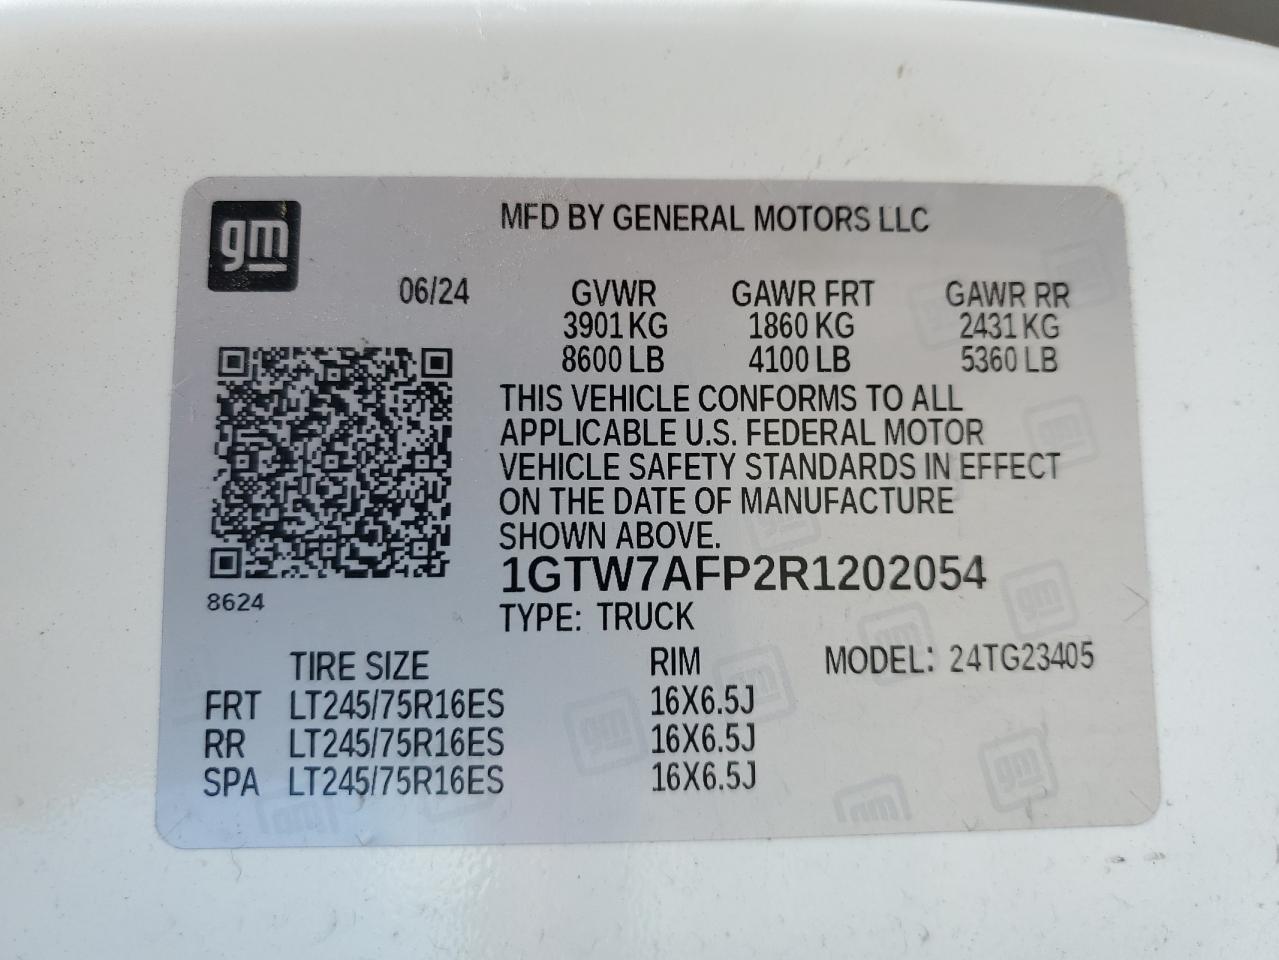 gm
MFD BY GENERAL MOTORS LLC
06/24 GVWR GAWR FRT GAWR RR
3901 KG 1860 KG 2431 KG
8600 LB 4100 LB 5360 LB
THIS VEHICLE CONFORMS TO ALL
APPLICABLE U.S. FEDERAL MOTOR
VEHICLE SAFETY STANDARDS IN EFFECT
ON THE DATE OF MANUFACTURE
SHOWN ABOVE.
1GTW7AFP2R1202054
8624
TYPE: TRUCK
TIRE SIZE RIM MODEL: 24TG23405
FRT LT245/75R16ES 16X6.5J
RR LT245/75R16ES 16X6.5J
SPA LT245/75R16ES 16X6.5J